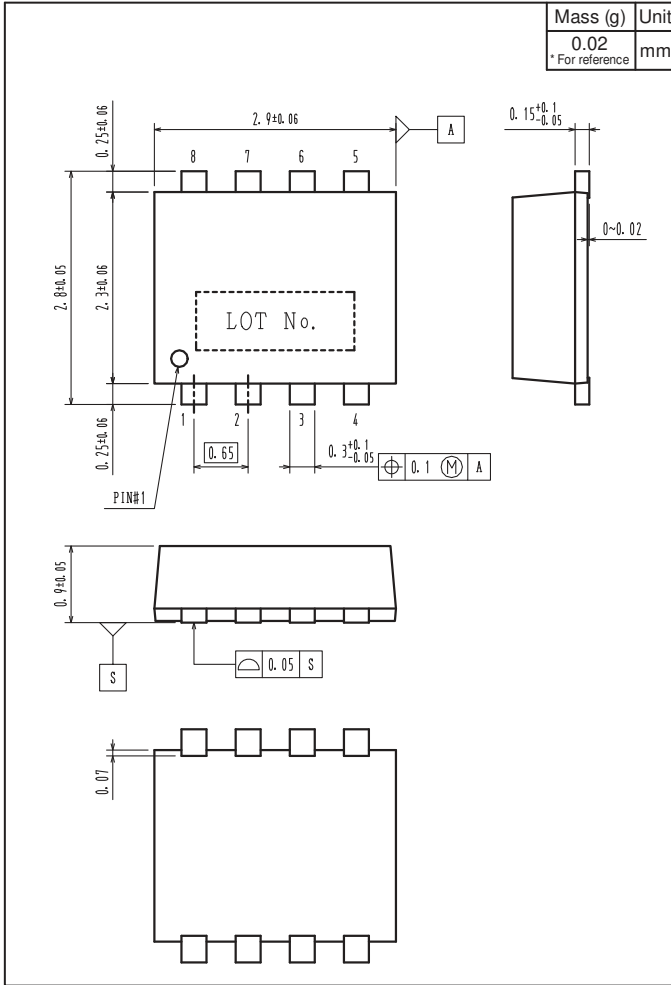 Mass (g) Unit
0.02 mm
* For reference
2.9±0.06
A
0.15+0.1 -0.05
0.25±0.06
8 7 6 5
0~0.02
2.8±0.05
2.3±0.06
LOT No.
0.25±0.06
1 2 3 4
0.65
0.3+0.1 -0.05
0.1 Ⓜ A
PIN#1
0.9±0.05
0.05 S
S
0.07